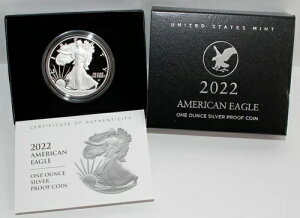 UNITED STATES MINT
2022
AMERICAN EAGLE
ONE OUNCE SILVER PROOF COIN
CERTIFICATE OF AUTHENTICITY
2022
AMERICAN
EAGLE
ONE OUNCE
SILVER
PROOF COIN